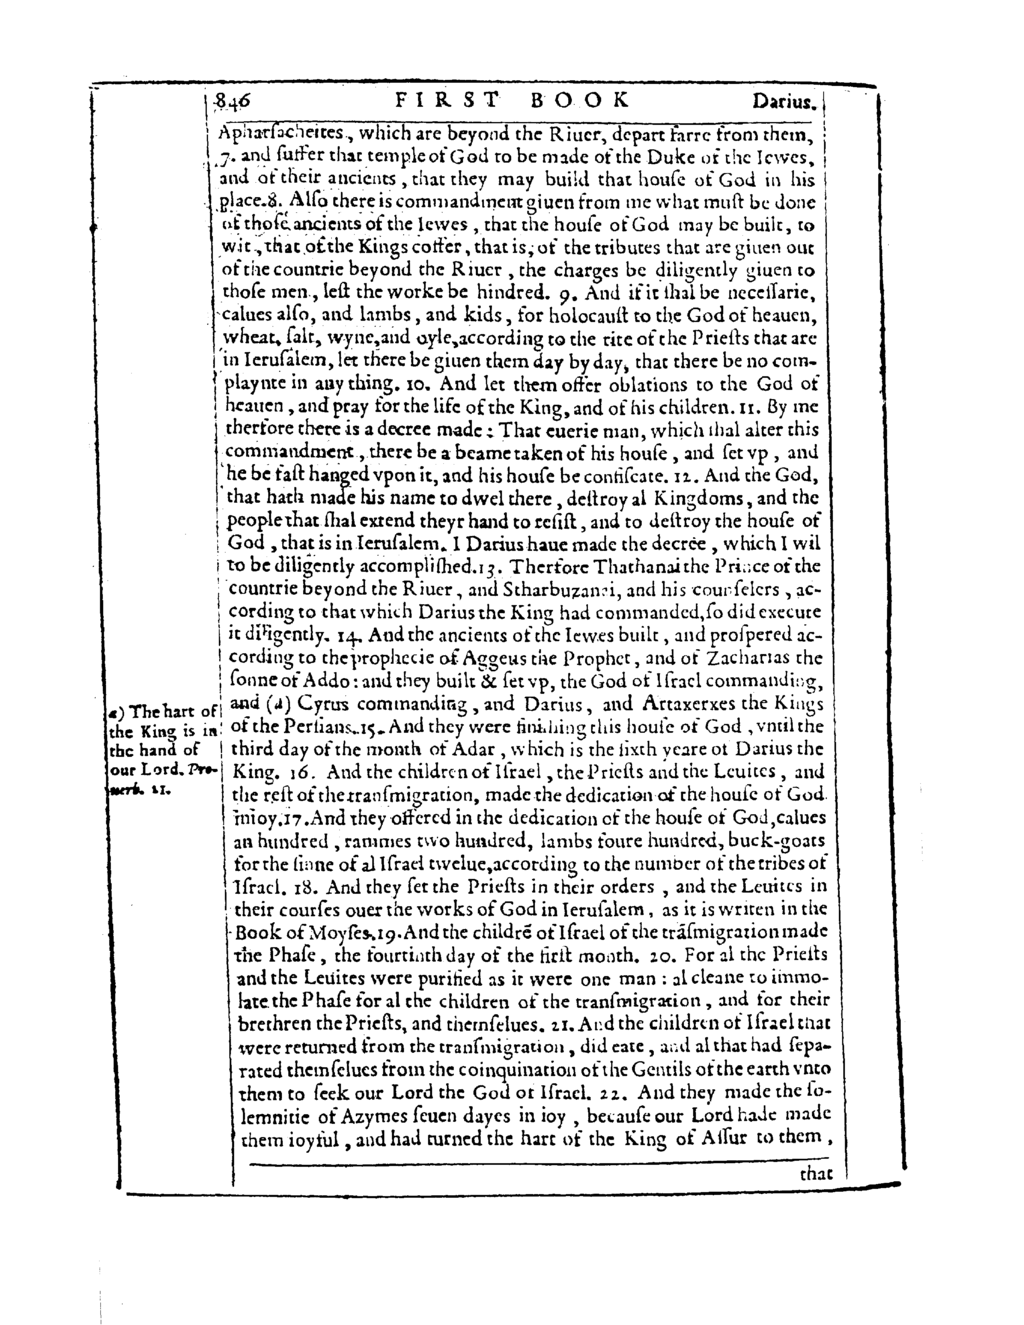 846 FIRST BOOK Darius.
Apharsacheites, which are beyond the Riuer, depart farre from them,
7. and suffer that temple of God to be made of the Duke of the Iewes,
and of their ancients, that they may build that house of God in his
place. 8. Also there is commandment giuen from me what must be done
of those ancients of the Iewes, that the house of God may be built, to
wit, that of the Kings coffer, that is, of the tributes that are giuen out
of the countrie beyond the Riuer, the charges be diligently giuen to
those men, lest the worke be hindred. 9. And if it shal be necessarie,
calues also, and lambs, and kids, for holocaust to the God of heauen,
wheat, salt, wyne, and oyle, according to the rite of the Priests that are
in Ierusalem, let there be giuen them day by day, that there be no com-
playnte in any thing. 10. And let them offer oblations to the God of
heauen, and pray for the life of the King, and of his children. 11. By me
therfore there is a decree made: That euerie man, which shal alter this
commandment, there be a beame taken of his house, and set vp, and
he be fast hanged vpon it, and his house be confiscate. 12. And the God,
that hath made his name to dwel there, destroy al Kingdoms, and the
people that shal extend theyr hand to resist, and to destroy the house of
God, that is in Ierusalem. I Darius haue made the decree, which I wil
to be diligently accomplished. 13. Therfore Thathanai the Prince of the
countrie beyond the Riuer, and Stharbuzanai, and his counselers, ac-
cording to that which Darius the King had commanded, so did execute
it diligently. 14. And the ancients of the Iewes built, and prospered ac-
cording to the prophecie of Aggeus the Prophet, and of Zacharias the
sonne of Addo: and they built & set vp, the God of Israel commanding,
and (a) Cyrus commanding, and Darius, and Artaxerxes the Kings
of the Persians. 15. And they were finishing this house of God, vntil the
third day of the month of Adar, which is the sixth yeare of Darius the
King. 16. And the children of Israel, the Priests and the Leuites, and
the rest of the transmigration, made the dedication of the house of God
in ioy. 17. And they offered in the dedication of the house of God, calues
an hundred, rammes two hundred, lambs foure hundred, buck-goats
for the sinne of al Israel twelue, according to the number of the tribes of
Israel. 18. And they set the Priests in their orders, and the Leuites in
their courses ouer the works of God in Ierusalem, as it is writen in the
Book of Moyses. 19. And the childrē of Israel of the trāsmigration made
the Phase, the fourtinth day of the first month. 20. For al the Priests
and the Leuites were purified as it were one man: al cleane to immo-
late the Phase for al the children of the transmigration, and for their
brethren the Priests, and themselues. 21. And the children of Israel that
were returned from the transmigration, did eate, and al that had sepa-
rated themselues from the coinquination of the Gentils of the earth vnto
them to seek our Lord the God of Israel. 22. And they made the so-
lemnitie of Azymes seuen dayes in ioy, because our Lord hade made
them ioyful, and had turned the hart of the King of Assur to them,
that
a) The hart of
the King is in
the hand of
our Lord. Pro-
uerb. 21.